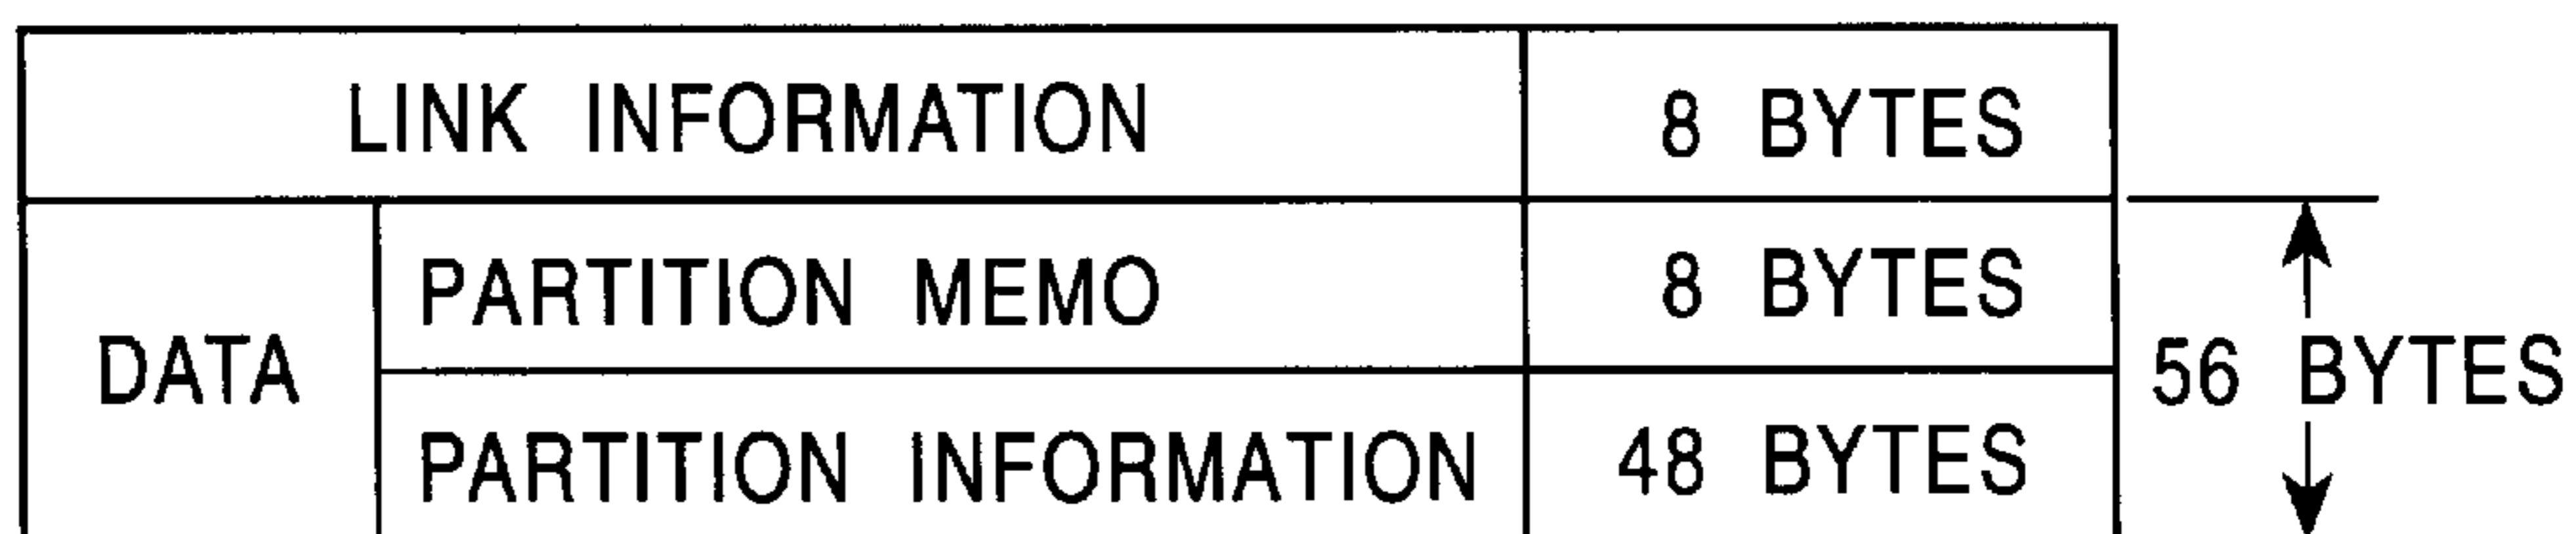 LINK INFORMATION 8 BYTES
PARTITION MEMO 8 BYTES
DATA 56 BYTES
PARTITION INFORMATION 48 BYTES